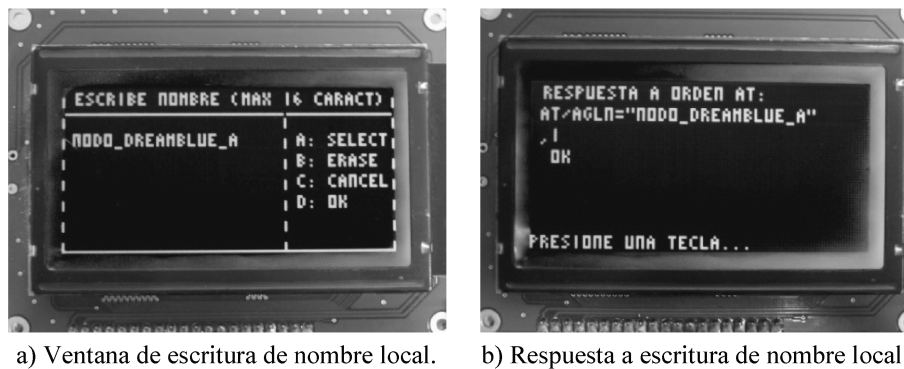 ESCRIBE NOMBRE (MAX 16 CARACT)
NODO_DREAMBLUE_A
A: SELECT
B: ERASE
C: CANCEL
D: OK
RESPUESTA A ORDEN AT:
AT/AGLN="NODO_DREAMBLUE_A"
,1
OK
PRESIONE UNA TECLA...
a) Ventana de escritura de nombre local.
b) Respuesta a escritura de nombre local